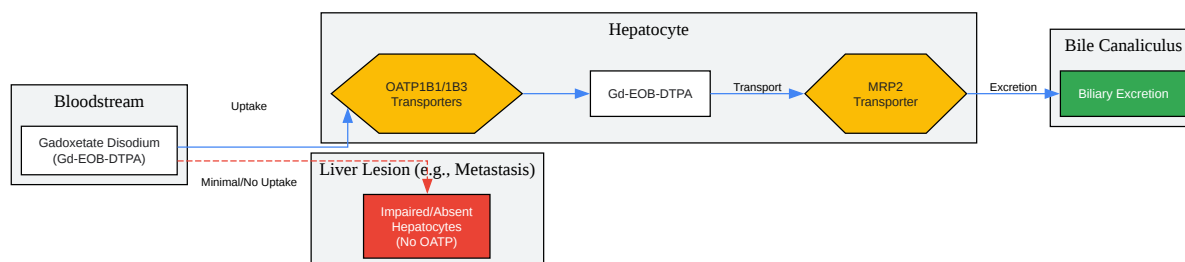 Bloodstream
Gadoxetate Disodium
(Gd-EOB-DTPA)
Uptake
Minimal/No Uptake
Hepatocyte
OATP1B1/1B3
Transporters
Gd-EOB-DTPA
Transport
MRP2
Transporter
Excretion
Bile Canaliculus
Biliary Excretion
Liver Lesion (e.g., Metastasis)
Impaired/Absent
Hepatocytes
(No OATP)